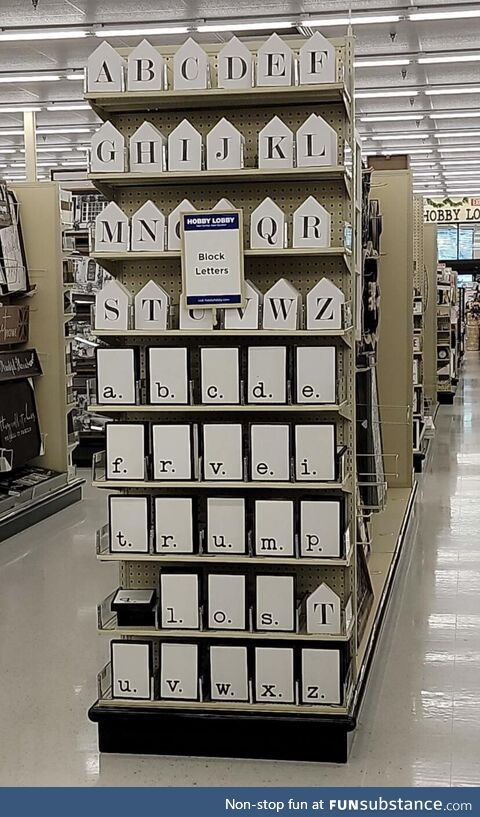 A B C D E F
G H I J K L
M N Q R
HOBBY LOBBY
Block
Letters
S T V W Z
a. b. c. d. e.
f. r. v. e. i.
t. r. u. m. p.
l. o. s. T
u. v. w. x. z.
HOBBY LO
Non-stop fun at FUNsubstance.com